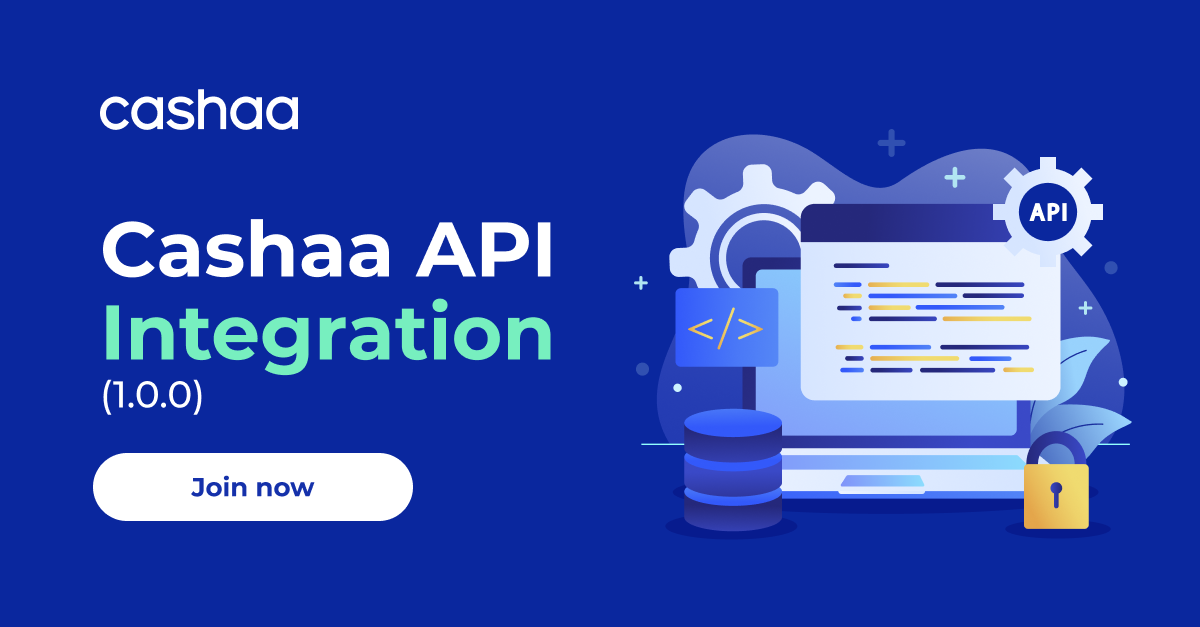 cashaa
Cashaa API
Integration
(1.0.0)
Join now
API
</>